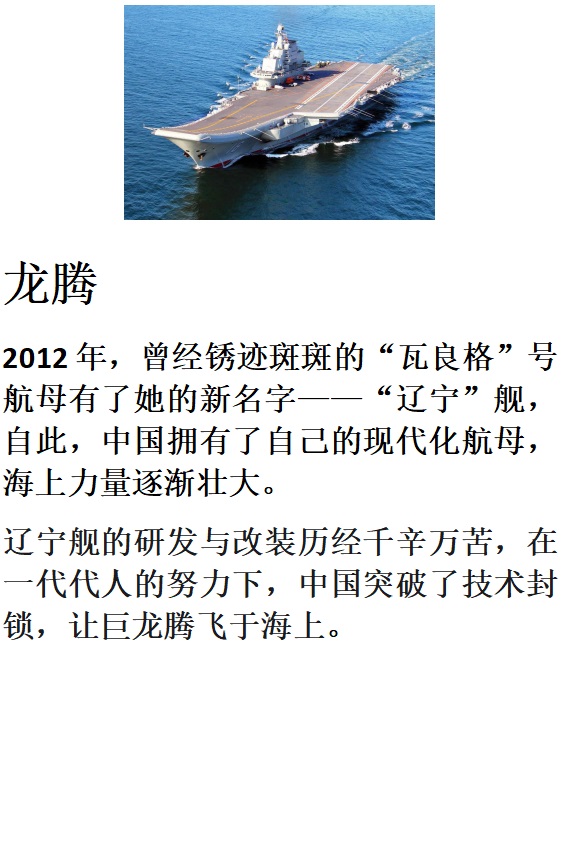 龙腾
2012 年，曾经锈迹斑斑的“瓦良格”号
航母有了她的新名字——“辽宁”舰，
自此，中国拥有了自己的现代化航母，
海上力量逐渐壮大。
辽宁舰的研发与改装历经千辛万苦，在
一代代人的努力下，中国突破了技术封
锁，让巨龙腾飞于海上。